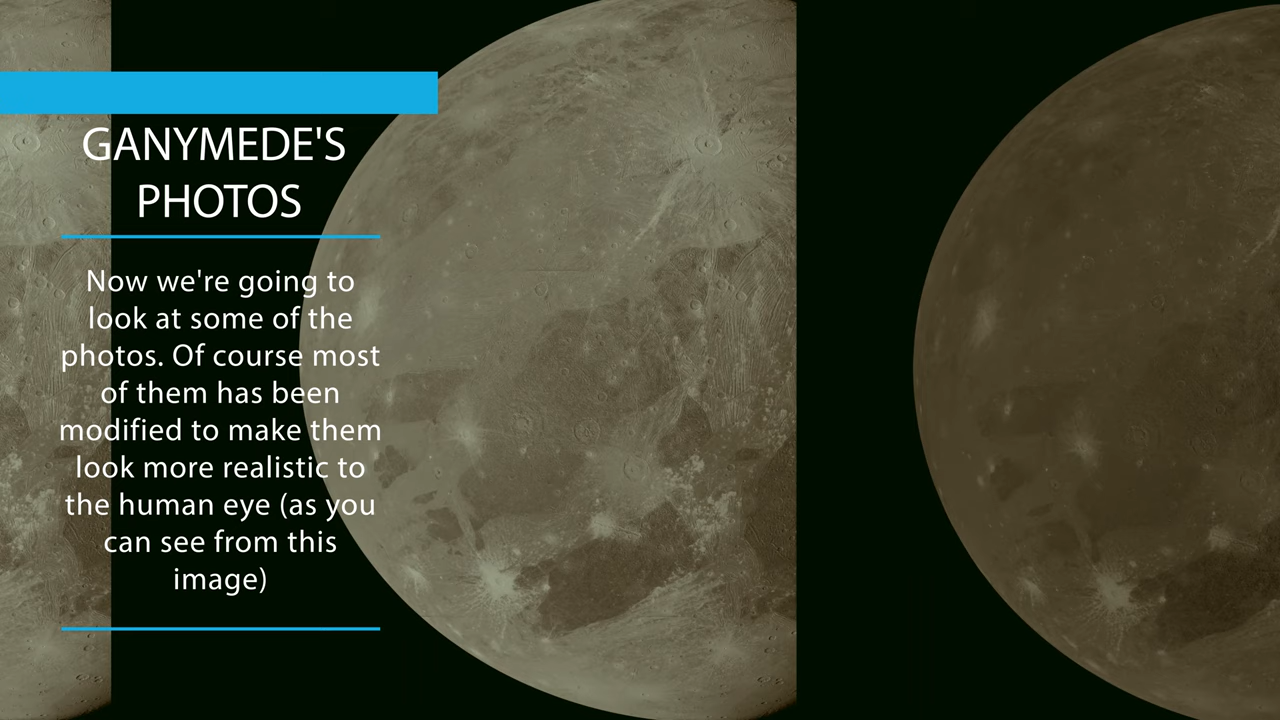 GANYMEDE'S
PHOTOS
Now we're going to
look at some of the
photos. Of course most
of them has been
modified to make them
look more realistic to
the human eye (as you
can see from this
image)